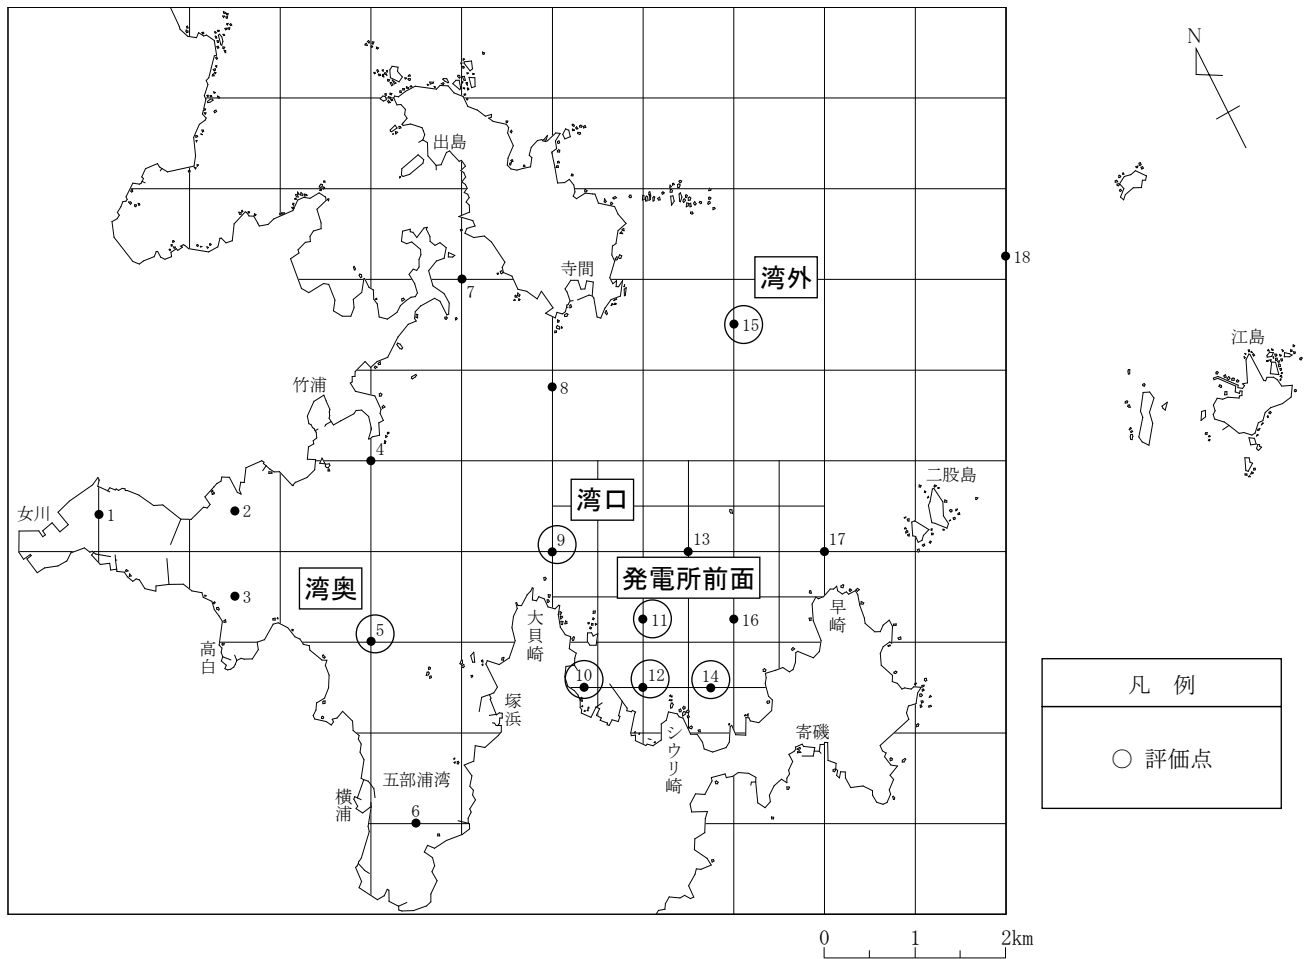 N
出島
18
寺間
湾外
7
15
江島
竹浦
8
4
二股島
女川
1
2
湾口
9
13
17
湾奥
発電所前面
3
大貝崎
11
16
早崎
5
高白
10
12
14
塚浜
シウリ崎
寄磯
凡 例
○ 評価点
五部浦湾
横浦
6
0 1 2km